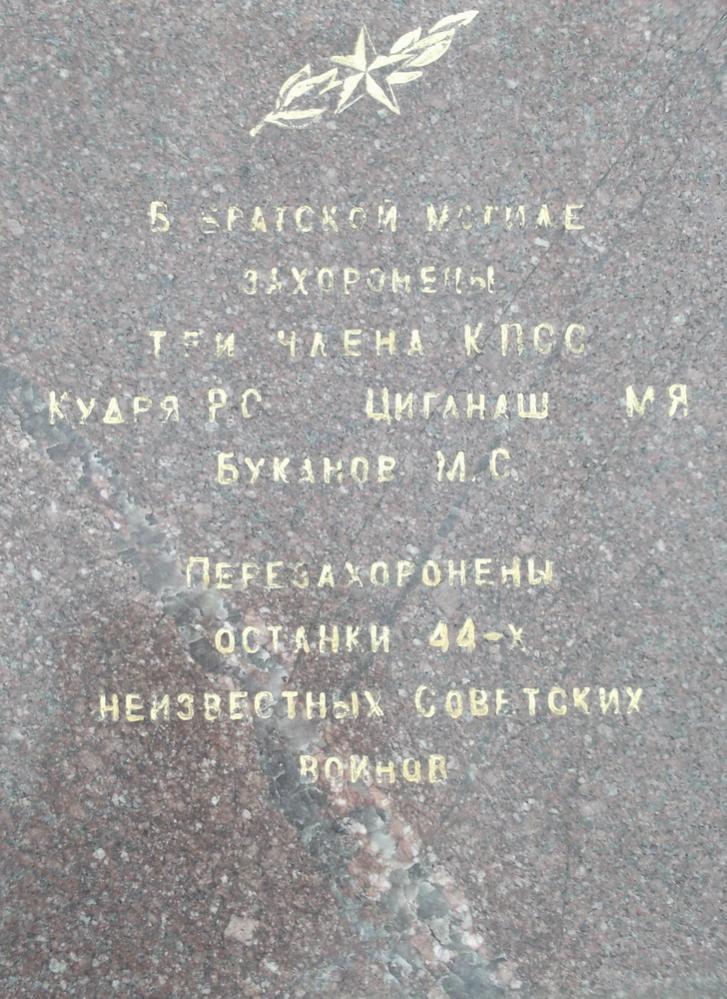 В БРАТСКОЙ МОГИЛЕ
ЗАХОРОНЕНЫ
ТРИ ЧЛЕНА КПСС
КУДРЯ Р С ЦИГАНАШ М Я
БУКАНОВ М. С.
ПЕРЕЗАХОРОНЕНЫ
ОСТАНКИ 44-Х
НЕИЗВЕСТНЫХ СОВЕТСКИХ
ВОИНОВ